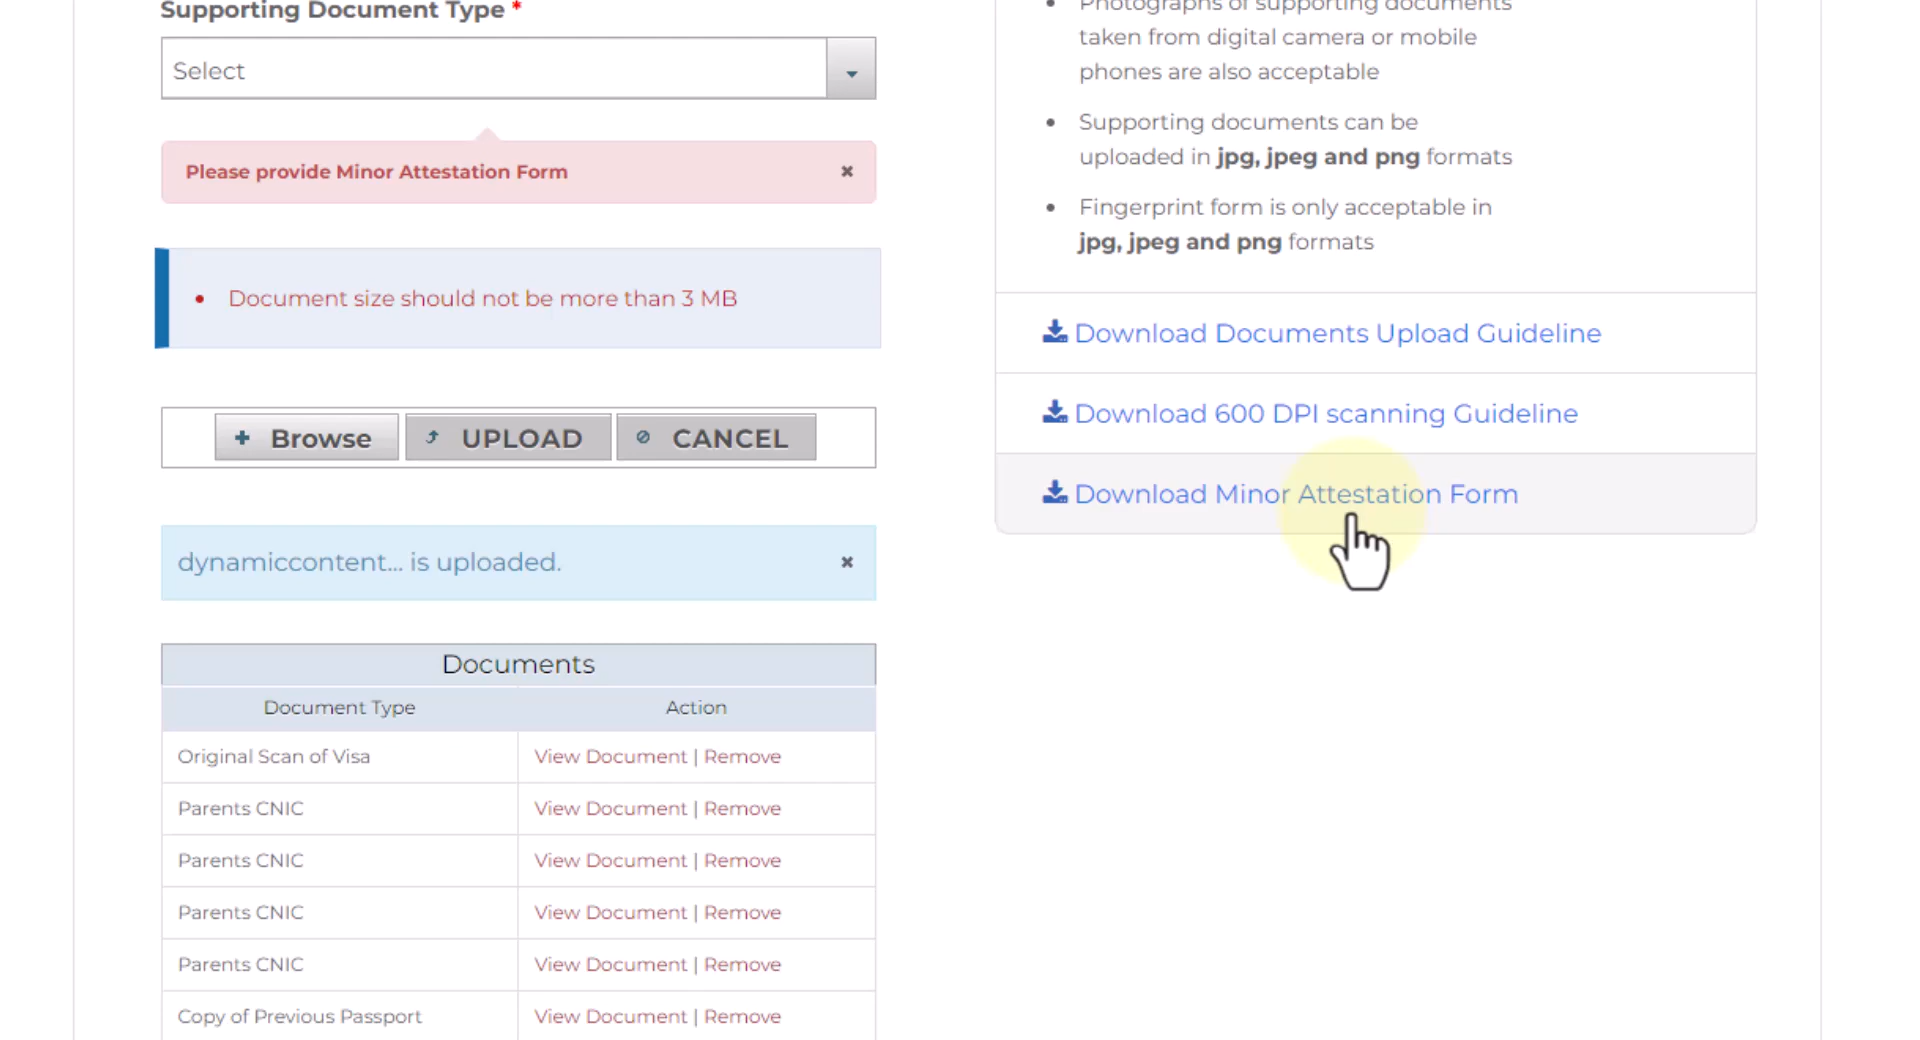 Supporting Document Type *
Select
Please provide Minor Attestation Form
Document size should not be more than 3 MB
Browse
UPLOAD
CANCEL
dynamiccontent... is uploaded.
Documents
Document Type Action
Original Scan of Visa View Document | Remove
Parents CNIC View Document | Remove
Parents CNIC View Document | Remove
Parents CNIC View Document | Remove
Parents CNIC View Document | Remove
Copy of Previous Passport View Document | Remove
Photographs of supporting documents
taken from digital camera or mobile
phones are also acceptable
Supporting documents can be
uploaded in jpg, jpeg and png formats
Fingerprint form is only acceptable in
jpg, jpeg and png formats
Download Documents Upload Guideline
Download 600 DPI scanning Guideline
Download Minor Attestation Form